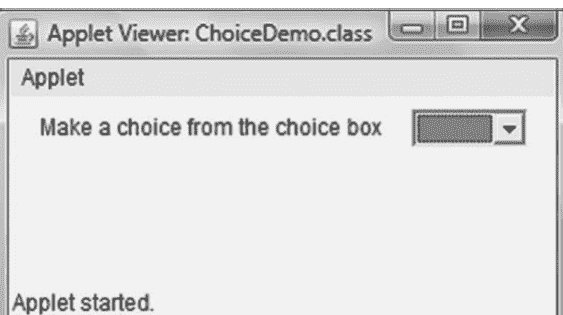 Applet Viewer: ChoiceDemo.class
Applet
Make a choice from the choice box
Applet started.